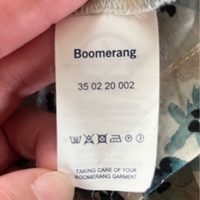 Boomerang
35 02 20 002
TAKING CARE OF YOUR
BOOMERANG GARMENT